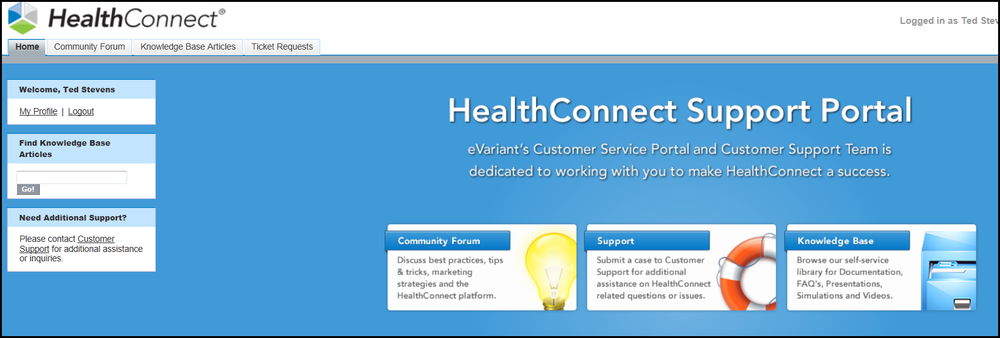 HealthConnect®
Logged in as Ted Stev
Home
Community Forum
Knowledge Base Articles
Ticket Requests
Welcome, Ted Stevens
My Profile | Logout
Find Knowledge Base
Articles
Go!
Need Additional Support?
Please contact Customer
Support for additional assistance
or inquiries.
HealthConnect Support Portal
eVariant's Customer Service Portal and Customer Support Team is
dedicated to working with you to make HealthConnect a success.
Community Forum
Discuss best practices, tips
& tricks, marketing
strategies and the
HealthConnect platform.
Support
Submit a case to Customer
Support for additional
assistance on HealthConnect
related questions or issues.
Knowledge Base
Browse our self-service
library for Documentation,
FAQ's, Presentations,
Simulations and Videos.